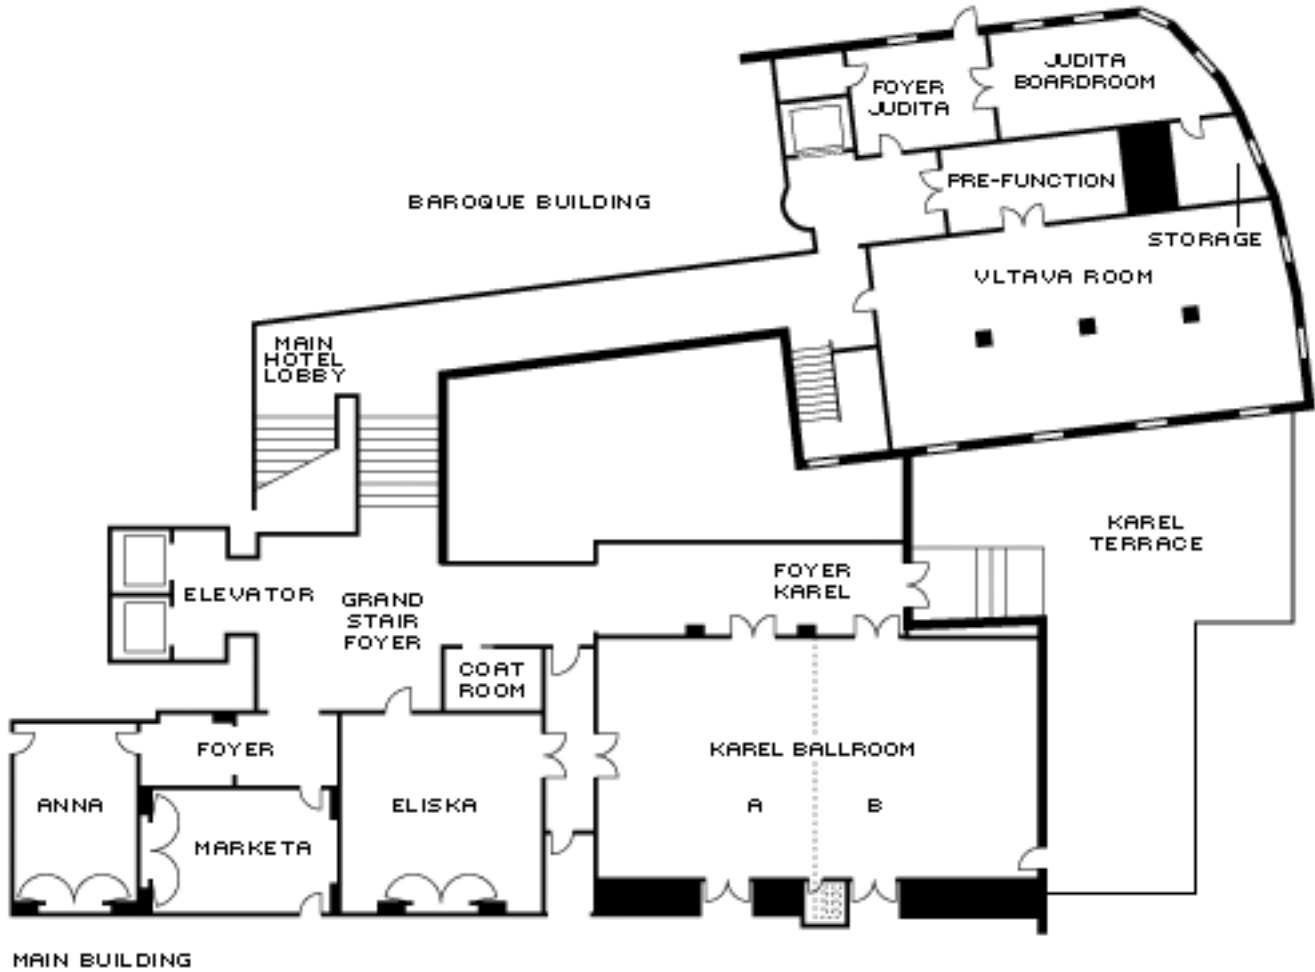 JUDITA
BOARDROOM
FOYER
JUDITA
PRE-FUNCTION
BAROQUE BUILDING
STORAGE
VLTAVA ROOM
MAIN
HOTEL
LOBBY
KAREL
TERRACE
FOYER
KAREL
ELEVATOR
GRAND
STAIR
FOYER
COAT
ROOM
FOYER
KAREL BALLROOM
ANNA
ELISKA
A
B
MARKETA
MAIN BUILDING